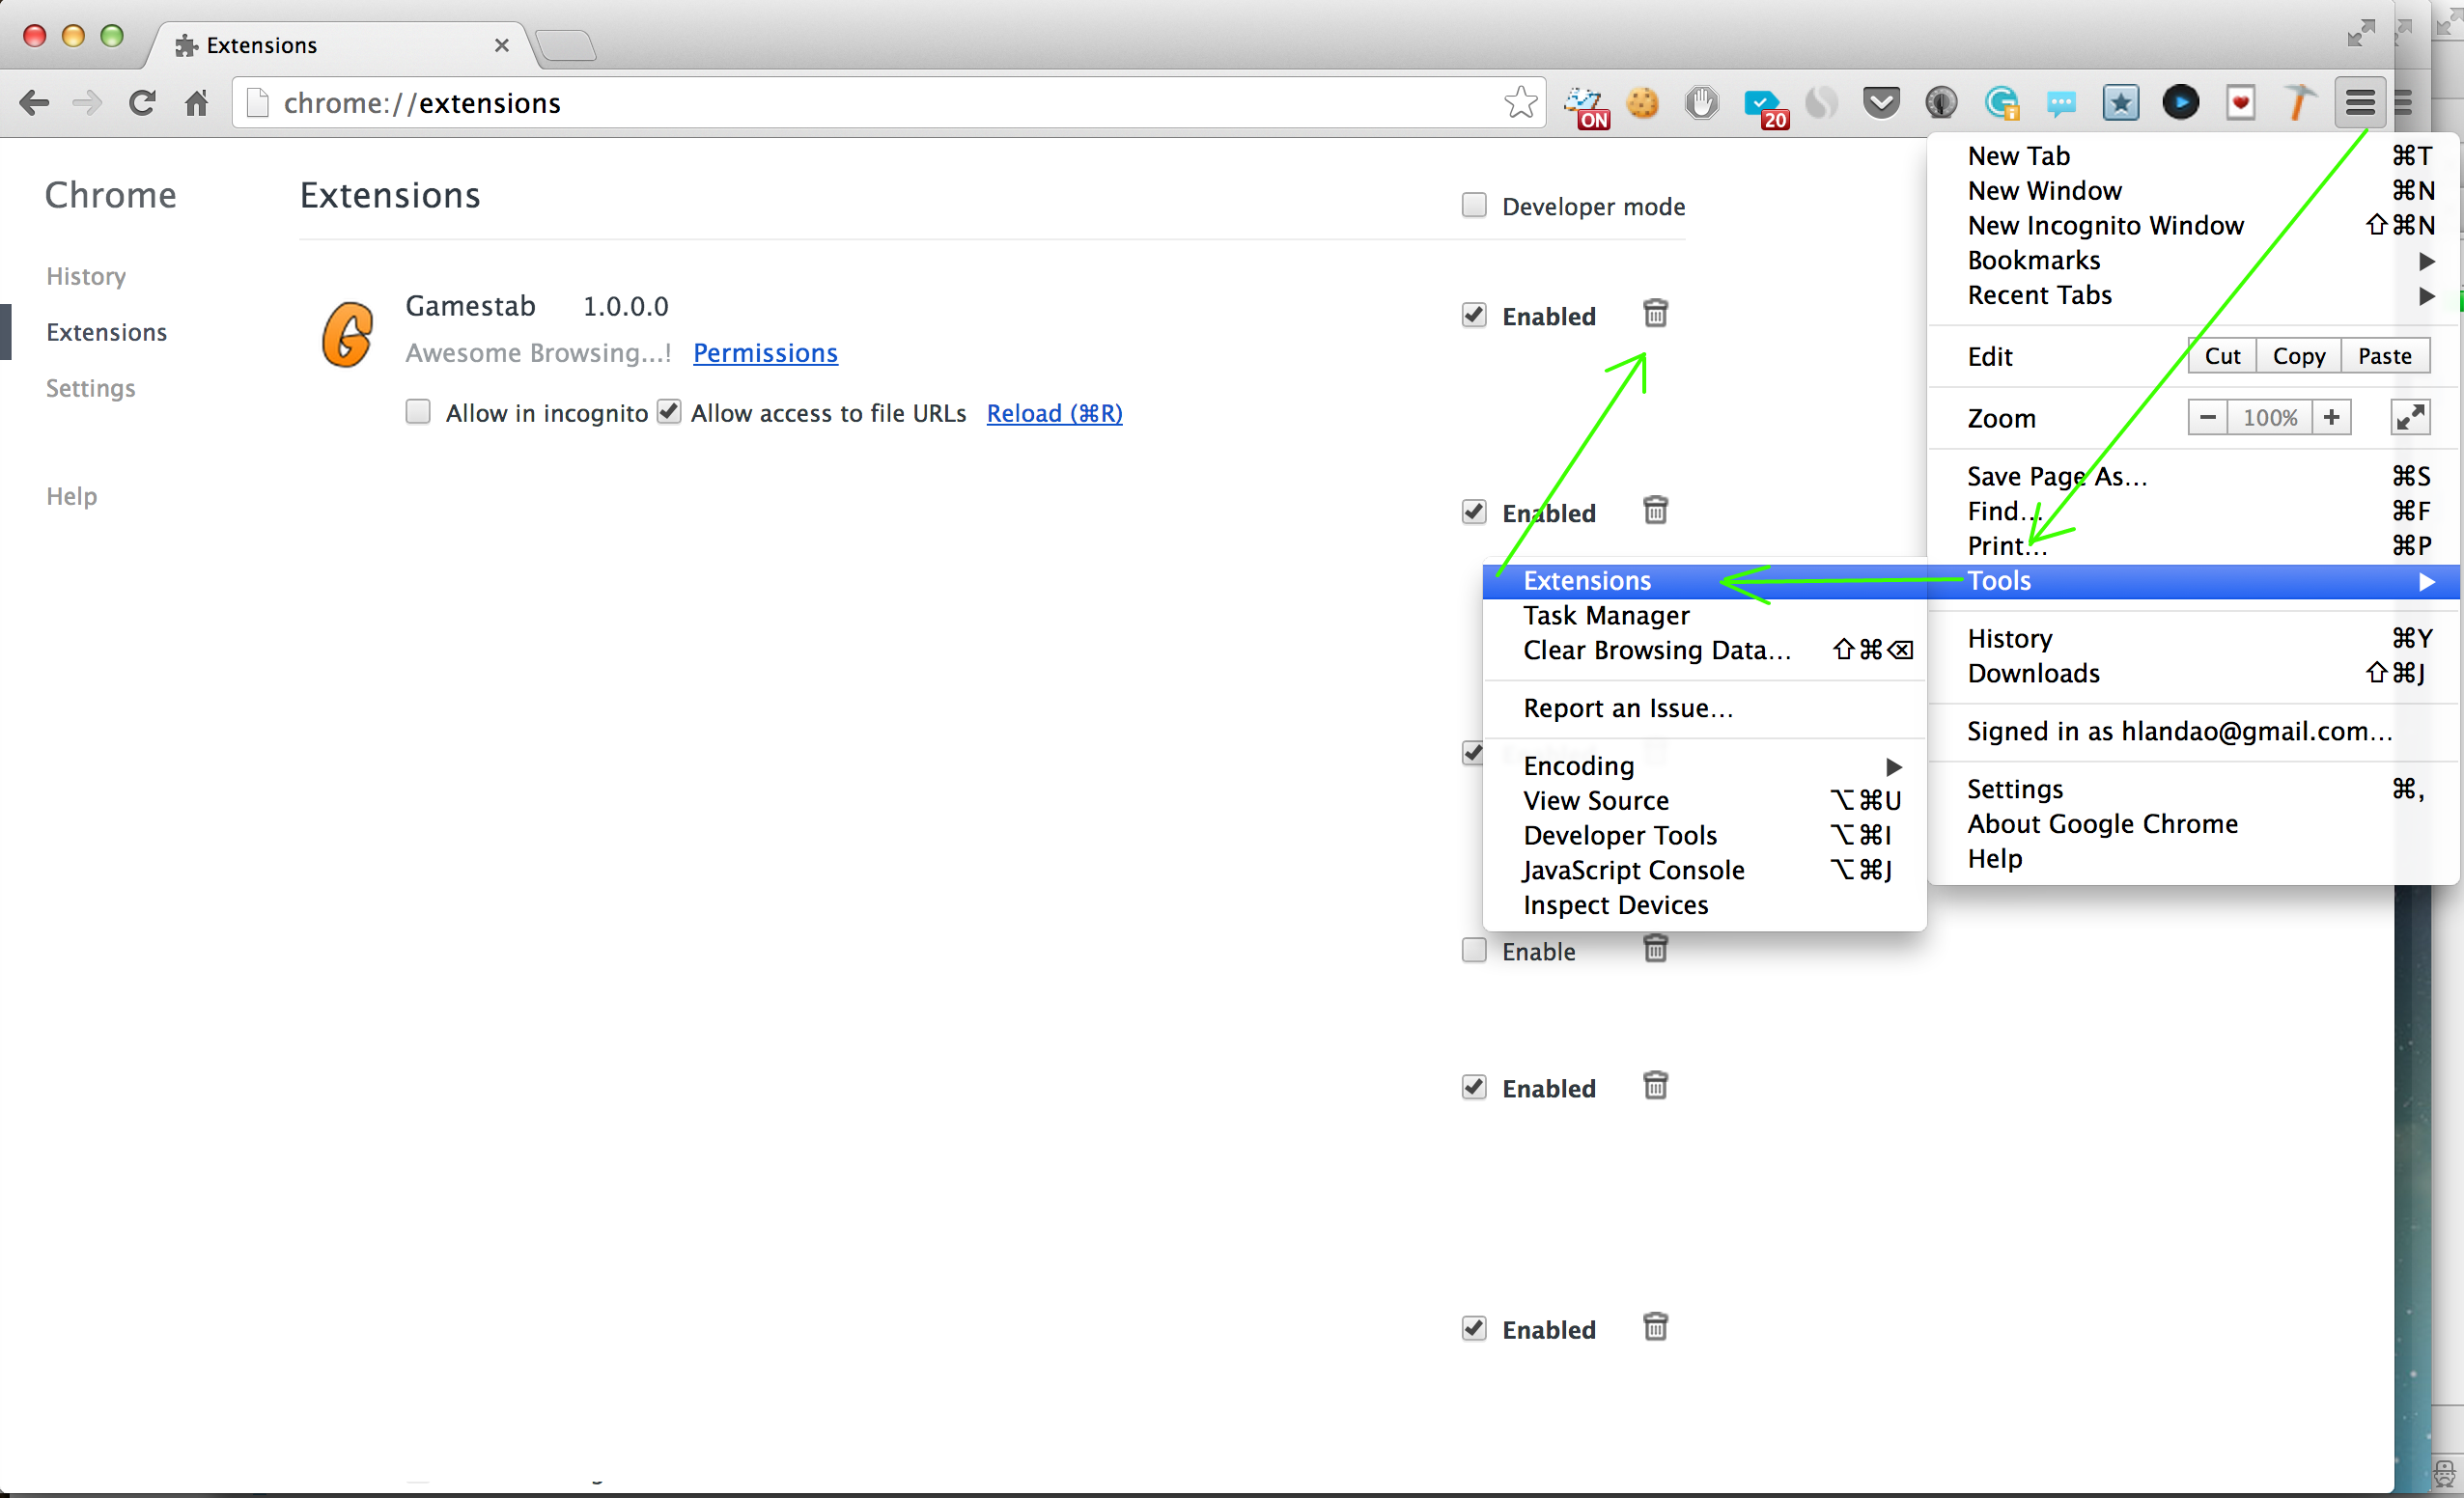 Extensions
chrome://extensions
ON
20
Chrome
Extensions
Developer mode
History
Extensions
Settings
Help
Gamestab 1.0.0.0
Awesome Browsing...! Permissions
Allow in incognito Allow access to file URLs Reload (⌘R)
Enabled
Enabled
Enable
Enabled
Enabled
New Tab ⌘T
New Window ⌘N
New Incognito Window ⇧⌘N
Bookmarks ▶
Recent Tabs ▶
Edit Cut Copy Paste
Zoom − 100% +
Save Page As... ⌘S
Find... ⌘F
Print... ⌘P
Tools ▶
History ⌘Y
Downloads ⇧⌘J
Signed in as hlandao@gmail.com...
Settings ⌘,
About Google Chrome
Help
Extensions
Task Manager
Clear Browsing Data... ⇧⌘⌫
Report an Issue...
Encoding ▶
View Source ⌥⌘U
Developer Tools ⌥⌘I
JavaScript Console ⌥⌘J
Inspect Devices